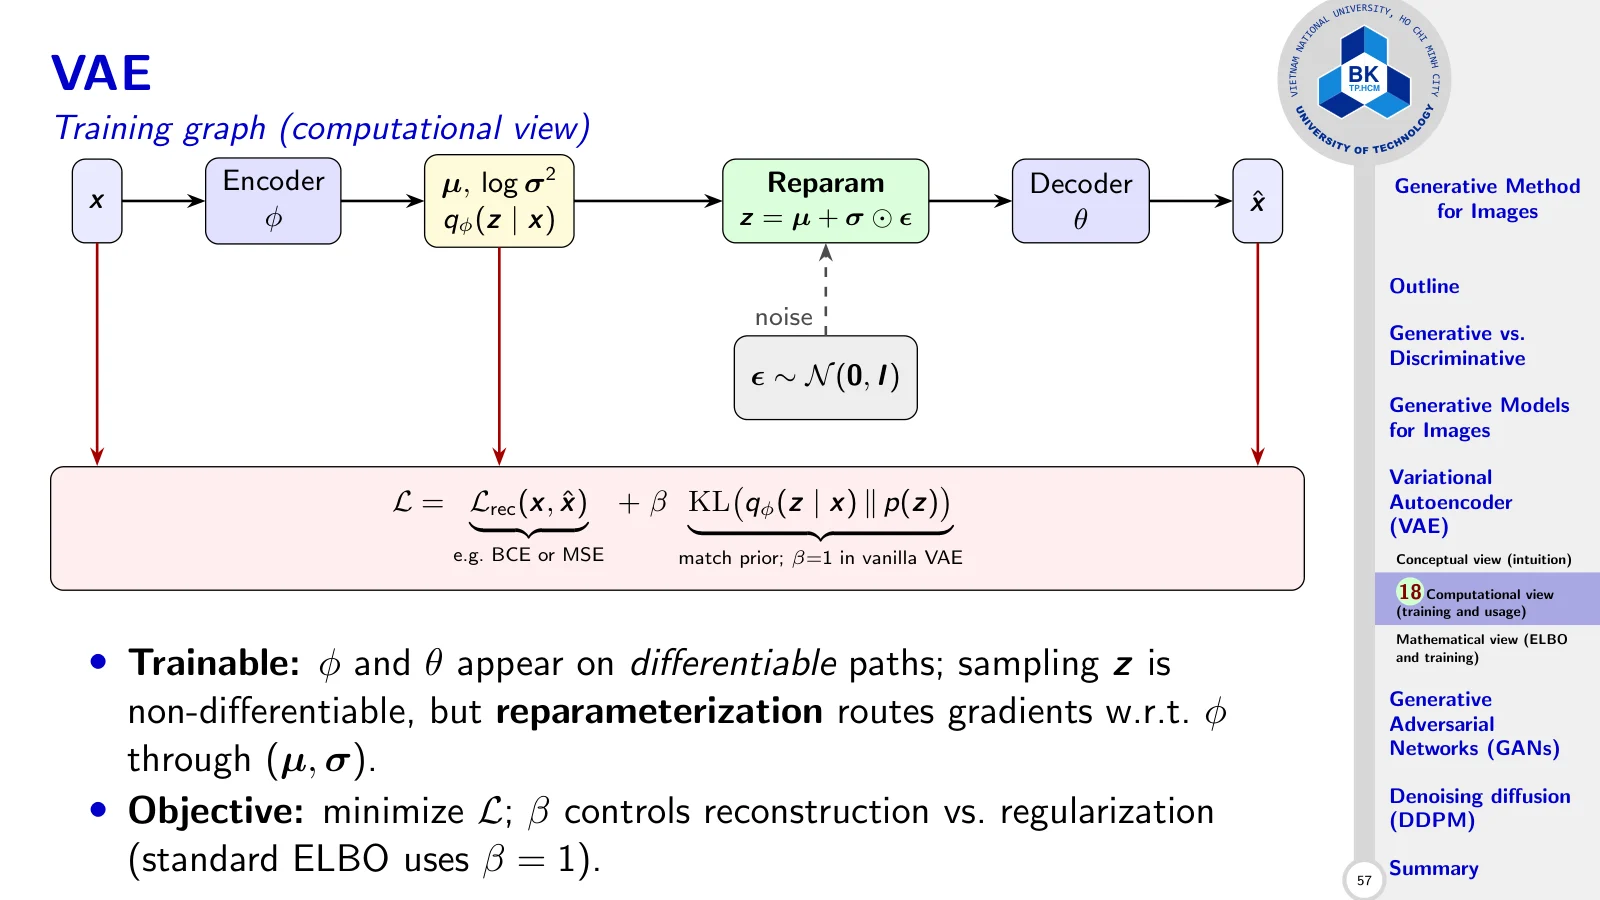 VAE
Training graph (computational view)
x
Encoder
ϕ
μ, log σ²
qϕ(z | x)
Reparam
z = μ + σ ⊙ ϵ
Decoder
θ
x̂
noise
ϵ ∼ 𝒩(0, I)
ℒ = ℒrec(x, x̂) + β KL(qϕ(z | x) ∥ p(z))
e.g. BCE or MSE
match prior; β=1 in vanilla VAE
• Trainable: ϕ and θ appear on differentiable paths; sampling z is
non-differentiable, but reparameterization routes gradients w.r.t. ϕ
through (μ, σ).
• Objective: minimize ℒ; β controls reconstruction vs. regularization
(standard ELBO uses β = 1).
VIETNAM NATIONAL UNIVERSITY, HO CHI MINH CITY
BK
TP.HCM
UNIVERSITY OF TECHNOLOGY
Generative Method
for Images
Outline
Generative vs.
Discriminative
Generative Models
for Images
Variational
Autoencoder
(VAE)
Conceptual view (intuition)
18 Computational view
(training and usage)
Mathematical view (ELBO
and training)
Generative
Adversarial
Networks (GANs)
Denoising diffusion
(DDPM)
Summary
57